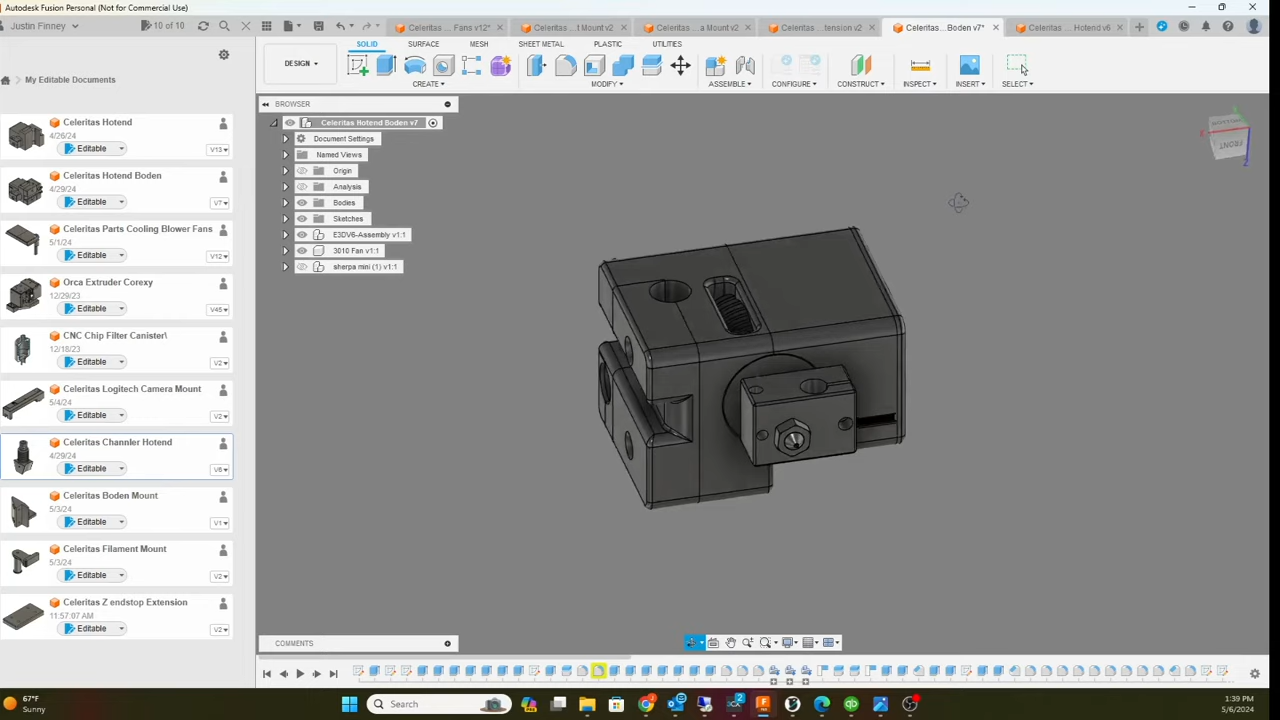 Autodesk Fusion Personal (Not for Commercial Use)
Justin Finney
10 of 10
Celeritas ... Fans v12*
Celeritas ...t Mount v2
Celeritas ...a Mount v2
Celeritas ...tension v2
Celeritas... Boden v7*
Celeritas ... Hotend v6
SOLID
SURFACE
MESH
SHEET METAL
PLASTIC
UTILITIES
DESIGN
CREATE
MODIFY
ASSEMBLE
CONFIGURE
CONSTRUCT
INSPECT
INSERT
SELECT
My Editable Documents
Celeritas Hotend
4/26/24
Editable
V13
Celeritas Hotend Boden
4/29/24
Editable
V7
Celeritas Parts Cooling Blower Fans
5/1/24
Editable
V12
Orca Extruder Corexy
12/29/23
Editable
V45
CNC Chip Filter Canister\
12/18/23
Editable
V2
Celeritas Logitech Camera Mount
5/4/24
Editable
V2
Celeritas Channler Hotend
4/29/24
Editable
V6
Celeritas Boden Mount
5/3/24
Editable
V1
Celeritas Filament Mount
5/3/24
Editable
V2
Celeritas Z endstop Extension
11:57:07 AM
Editable
V2
BROWSER
Celeritas Hotend Boden v7
Document Settings
Named Views
Origin
Analysis
Bodies
Sketches
E3DV6-Assembly v1:1
3010 Fan v1:1
sherpa mini (1) v1:1
BOTTOM
FRONT
X
Y
Z
COMMENTS
67°F
Sunny
Search
1:39 PM
5/6/2024